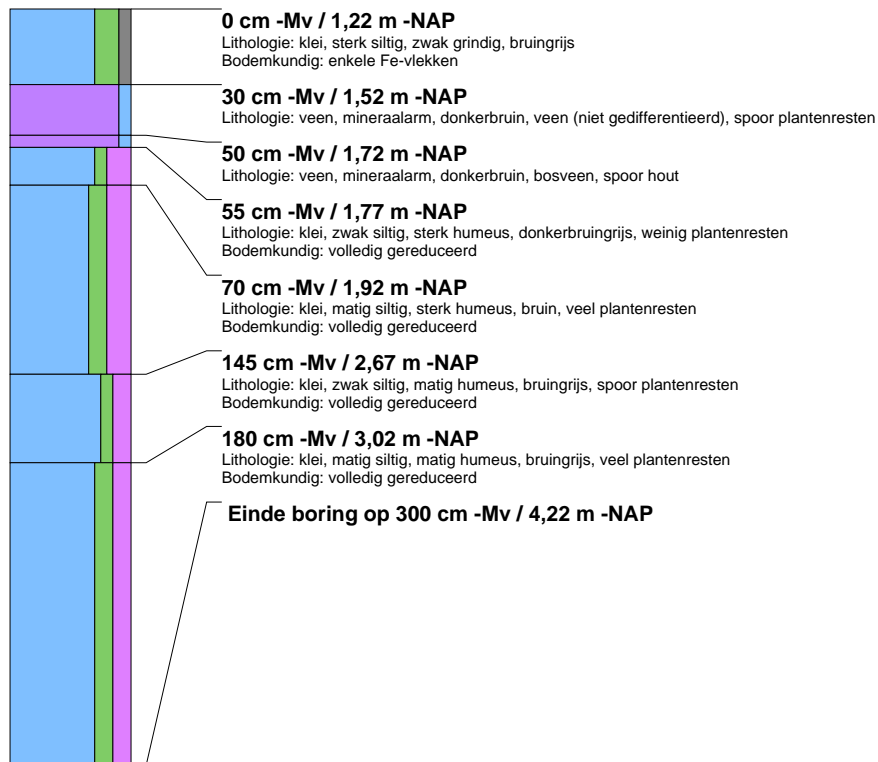 0 cm -Mv / 1,22 m -NAP
Lithologie: klei, sterk siltig, zwak grindig, bruingrijs
Bodemkundig: enkele Fe-vlekken
30 cm -Mv / 1,52 m -NAP
Lithologie: veen, mineraalarm, donkerbruin, veen (niet gedifferentieerd), spoor plantenresten
50 cm -Mv / 1,72 m -NAP
Lithologie: veen, mineraalarm, donkerbruin, bosveen, spoor hout
55 cm -Mv / 1,77 m -NAP
Lithologie: klei, zwak siltig, sterk humeus, donkerbruingrijs, weinig plantenresten
Bodemkundig: volledig gereduceerd
70 cm -Mv / 1,92 m -NAP
Lithologie: klei, matig siltig, sterk humeus, bruin, veel plantenresten
Bodemkundig: volledig gereduceerd
145 cm -Mv / 2,67 m -NAP
Lithologie: klei, zwak siltig, matig humeus, bruingrijs, spoor plantenresten
Bodemkundig: volledig gereduceerd
180 cm -Mv / 3,02 m -NAP
Lithologie: klei, matig siltig, matig humeus, bruingrijs, veel plantenresten
Bodemkundig: volledig gereduceerd
Einde boring op 300 cm -Mv / 4,22 m -NAP